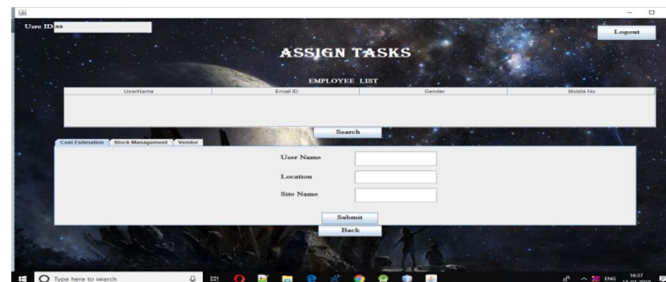 Usre ID aa
Logout
ASSIGN TASKS
EMPLOYEE LIST
UserName Email ID Gender Mobile No
Search
Cost Estimation Stock Management Vendor
User Name
Location
Site Name
Submit
Back
Type here to search
ENG 16:37